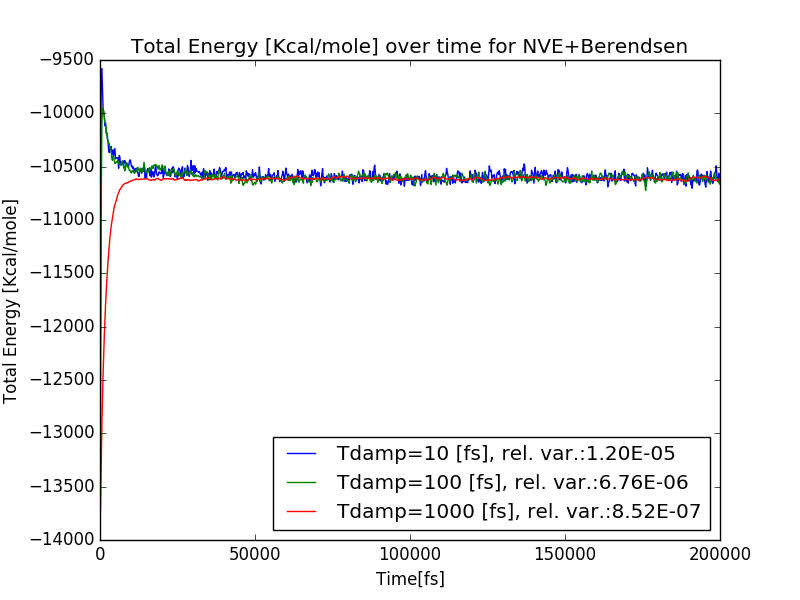 Total Energy [Kcal/mole] over time for NVE+Berendsen
−9500
−10000
−10500
−11000
−11500
−12000
−12500
−13000
−13500
−14000
Total Energy [Kcal/mole]
Tdamp=10 [fs], rel. var.:1.20E-05
Tdamp=100 [fs], rel. var.:6.76E-06
Tdamp=1000 [fs], rel. var.:8.52E-07
0 50000 100000 150000 200000
Time[fs]